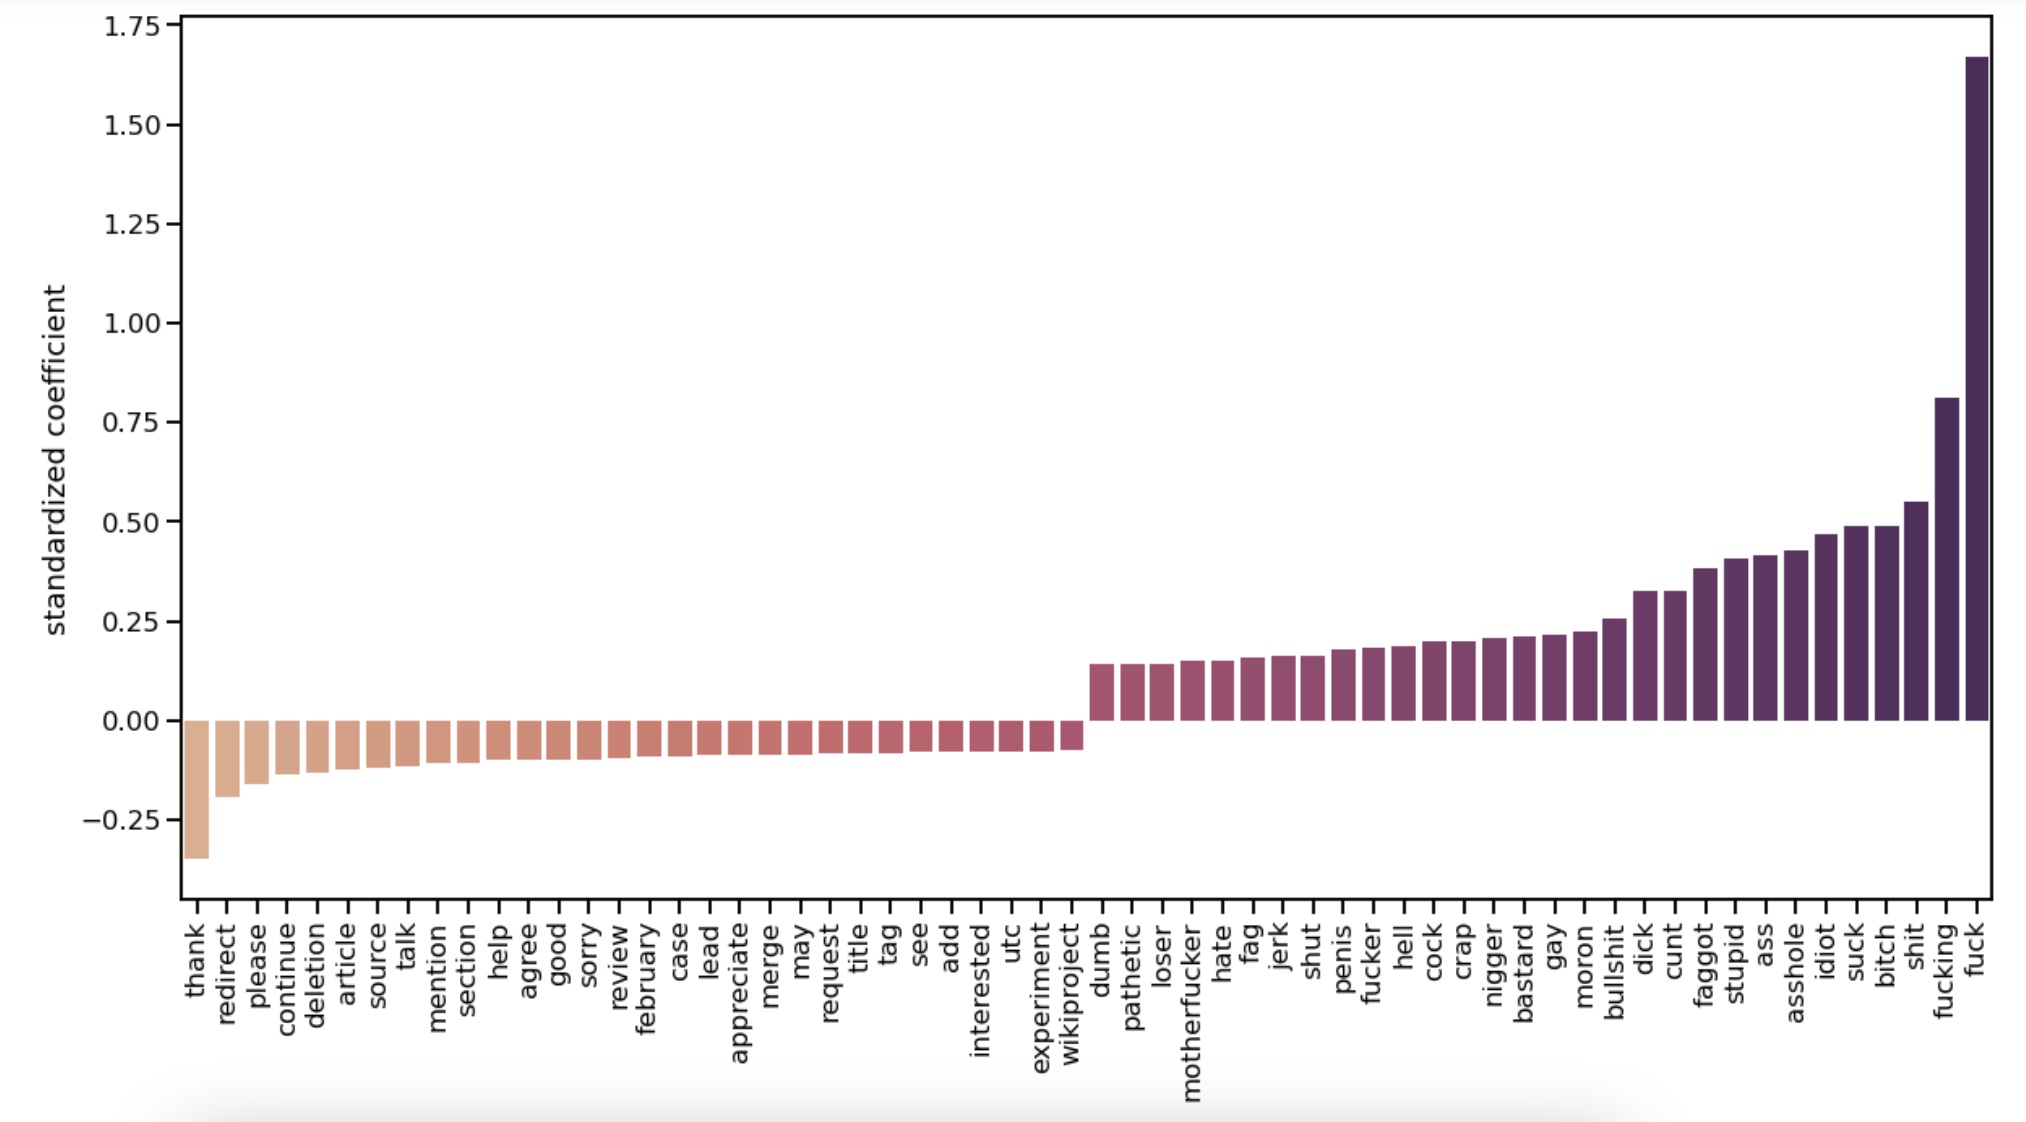 1.75
1.50
1.25
1.00
0.75
0.50
0.25
0.00
−0.25
standardized coefficient
thank
redirect
please
continue
deletion
article
source
talk
mention
section
help
agree
good
sorry
review
february
case
lead
appreciate
merge
may
request
title
tag
see
add
interested
utc
experiment
wikiproject
dumb
pathetic
loser
motherfucker
hate
fag
jerk
shut
penis
fucker
hell
cock
crap
nigger
bastard
gay
moron
bullshit
dick
cunt
faggot
stupid
ass
asshole
idiot
suck
bitch
shit
fucking
fuck